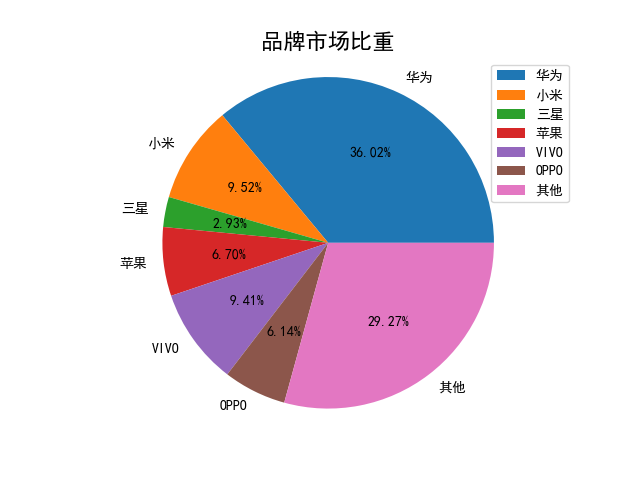 品牌市场比重
华为
小米
三星
苹果
VIVO
OPPO
其他
36.02%
9.52%
2.93%
6.70%
9.41%
6.14%
29.27%
华为
小米
三星
苹果
VIVO
OPPO
其他